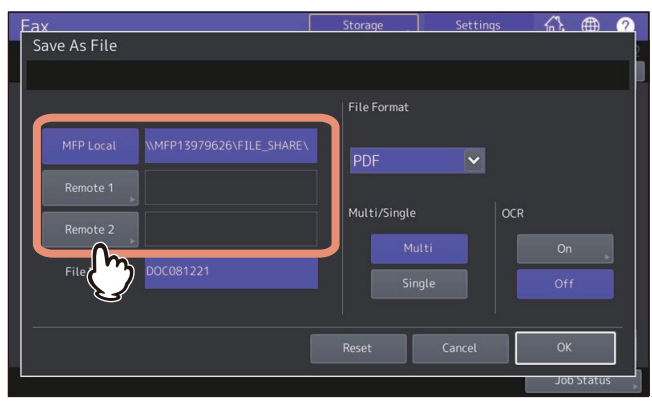 Fax
Storage
Settings
?
Save As File
File Format
MFP Local
\\MFP13979626\FILE_SHARE\
PDF
Remote 1
Remote 2
Multi/Single
OCR
Multi
On
File
DOC081221
Single
Off
Reset
Cancel
OK
Job Status